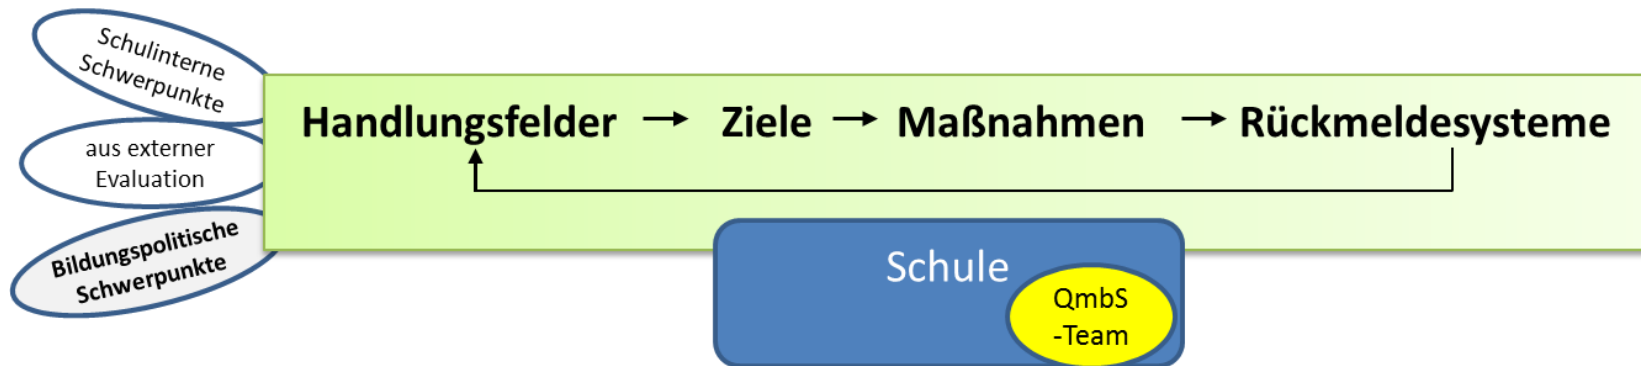 Schulinterne
Schwerpunkte
aus externer
Evaluation
Bildungspolitische
Schwerpunkte
Handlungsfelder → Ziele → Maßnahmen → Rückmeldesysteme
Schule
QmbS
-Team